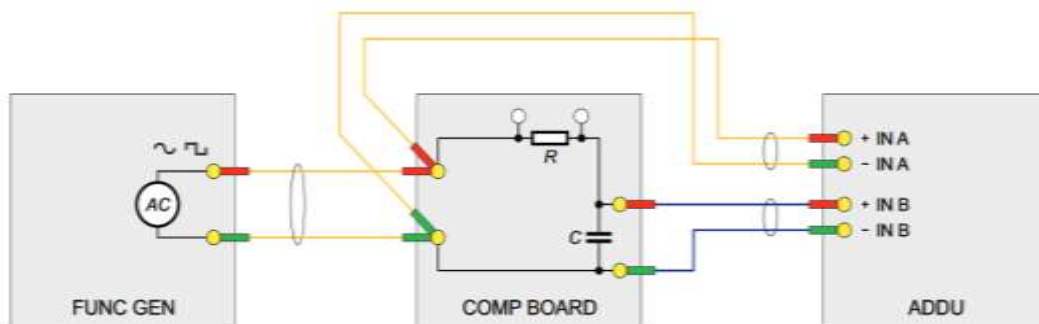 AC
FUNC GEN
R
C
COMP BOARD
+ IN A
− IN A
+ IN B
− IN B
ADDU